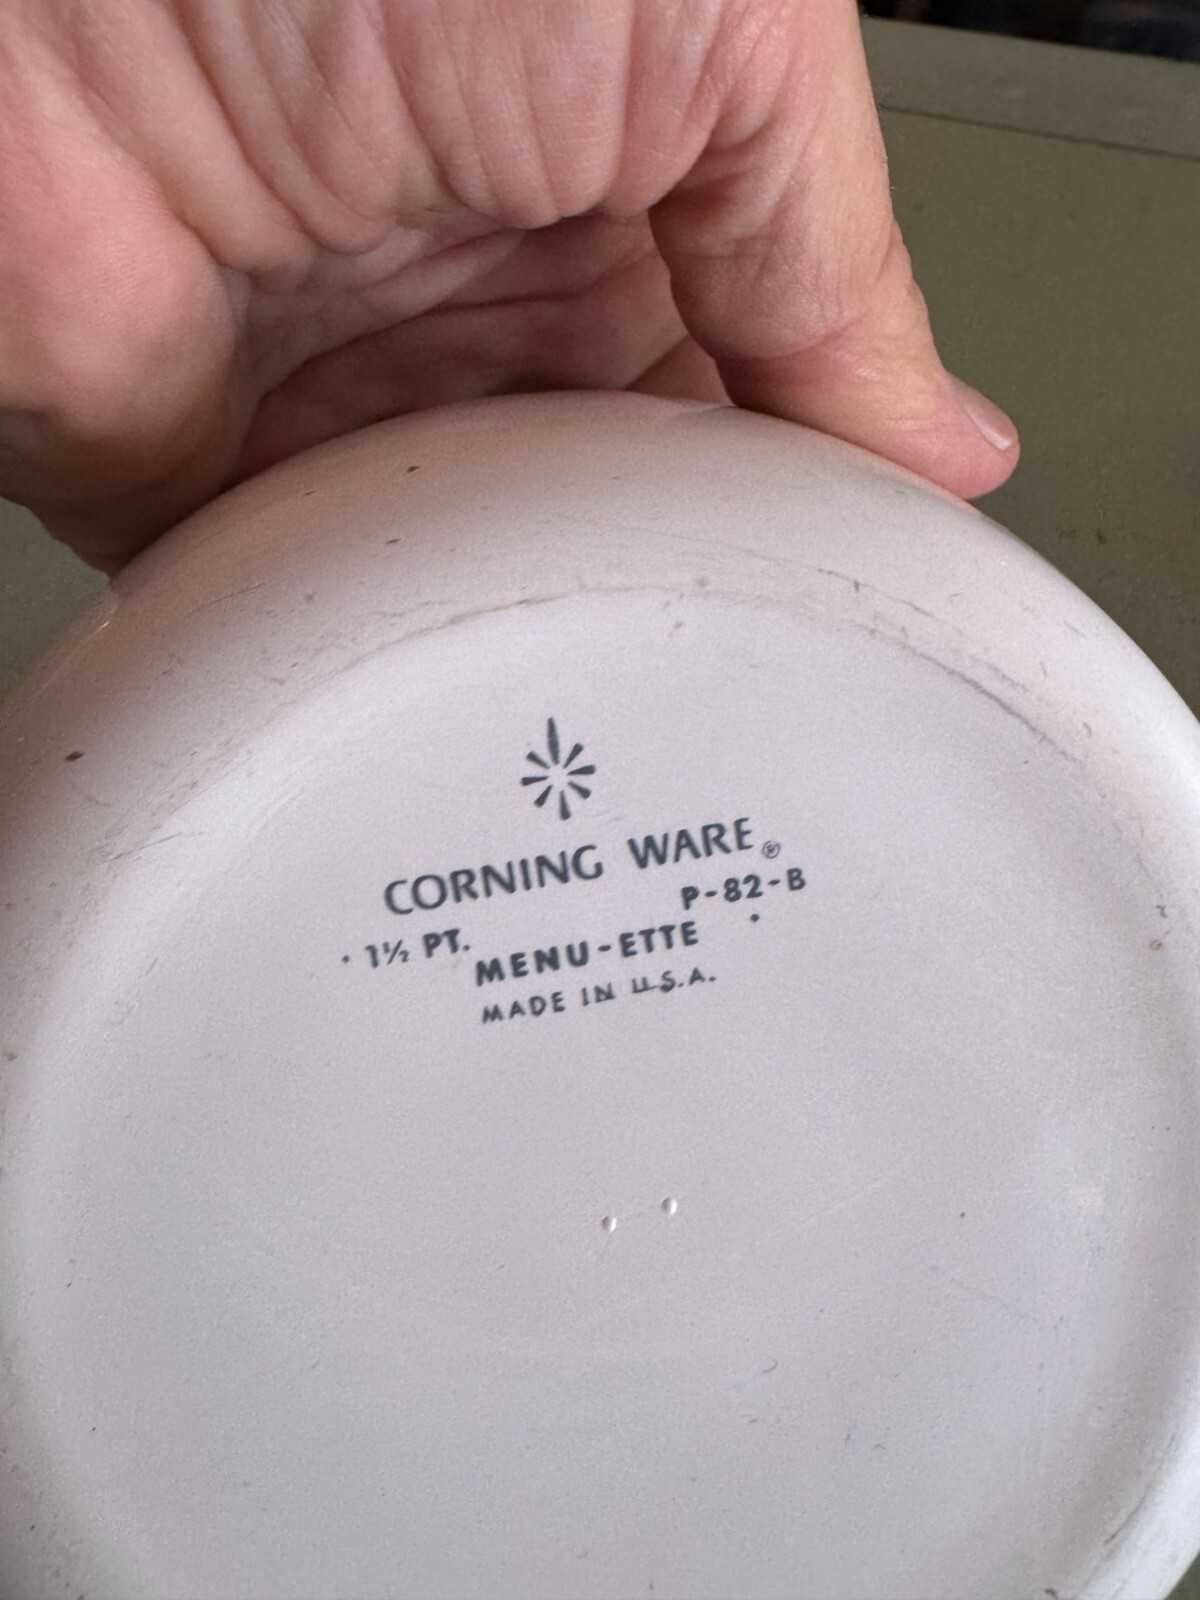 CORNING WARE®
P-82-B
· 1½ PT.
MENU-ETTE ·
MADE IN U.S.A.